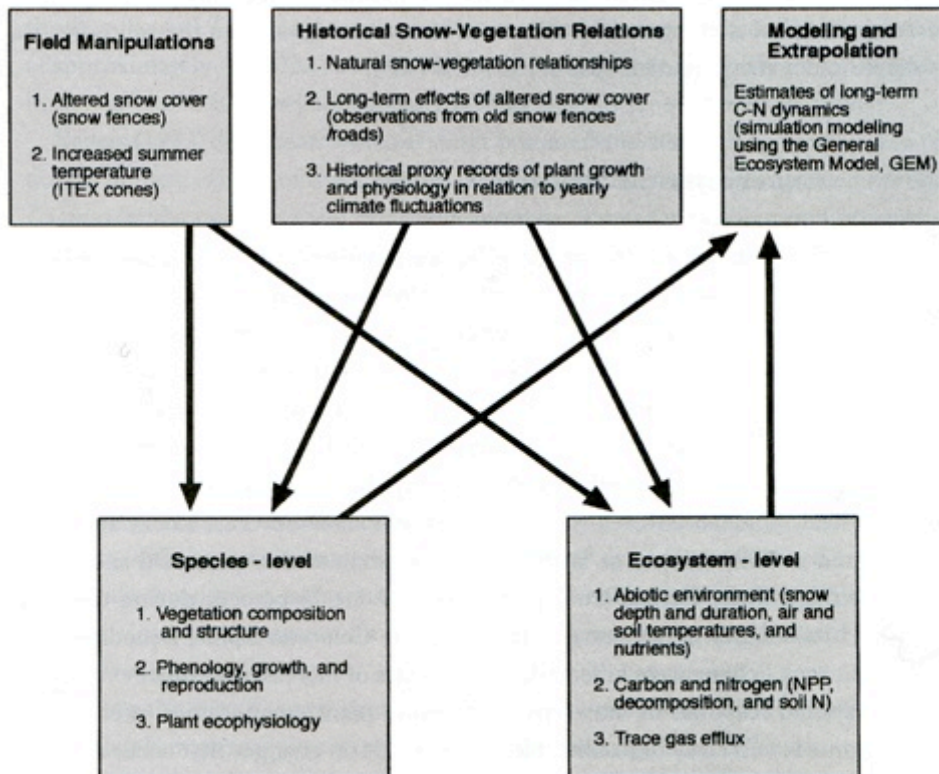 Field Manipulations
1. Altered snow cover
(snow fences)
2. Increased summer
temperature
(ITEX cones)
Historical Snow-Vegetation Relations
1. Natural snow-vegetation relationships
2. Long-term effects of altered snow cover
(observations from old snow fences
/roads)
3. Historical proxy records of plant growth
and physiology in relation to yearly
climate fluctuations
Modeling and
Extrapolation
Estimates of long-term
C-N dynamics
(simulation modeling
using the General
Ecosystem Model, GEM)
Species - level
1. Vegetation composition
and structure
2. Phenology, growth, and
reproduction
3. Plant ecophysiology
Ecosystem - level
1. Abiotic environment (snow
depth and duration, air and
soil temperatures, and
nutrients)
2. Carbon and nitrogen (NPP,
decomposition, and soil N)
3. Trace gas efflux